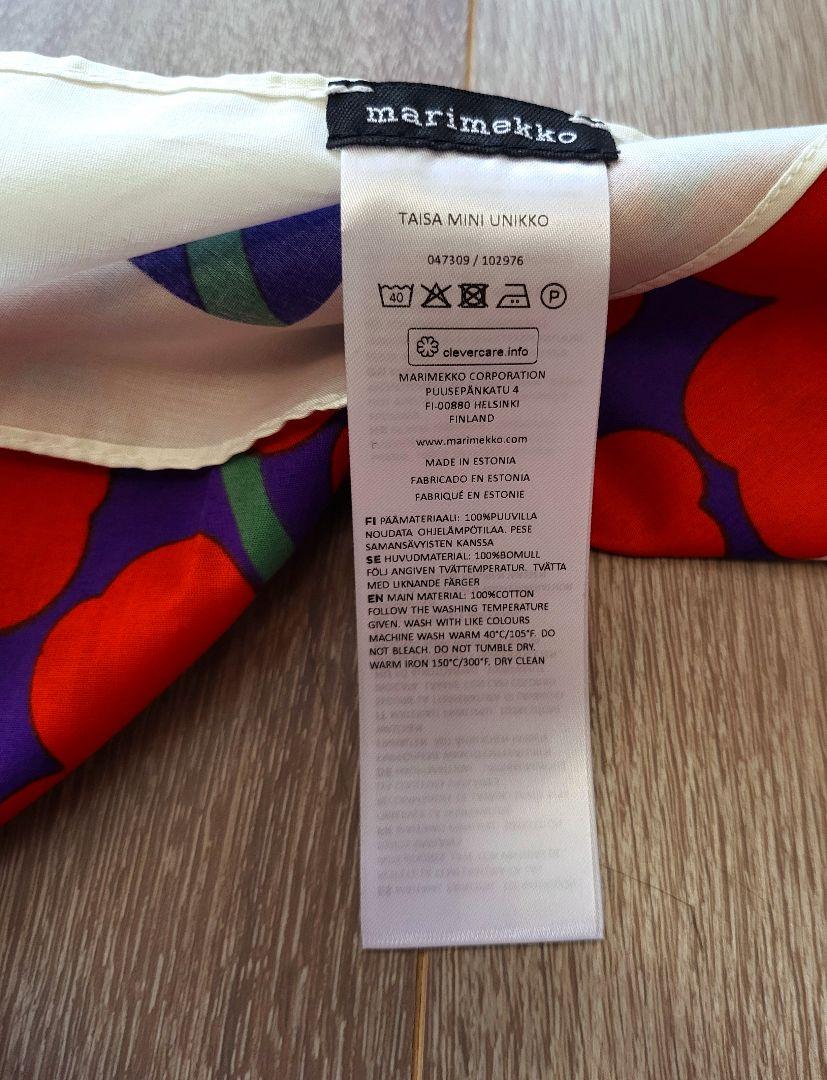 marimekko
TAISA MINI UNIKKO
047309 / 102976
40 P
clevercare.info
MARIMEKKO CORPORATION
PUUSEPÄNKATU 4
FI-00880 HELSINKI
FINLAND
www.marimekko.com
MADE IN ESTONIA
FABRICADO EN ESTONIA
FABRIQUÉ EN ESTONIE
FI PÄÄMATERIAALI: 100%PUUVILLA
NOUDATA OHJELÄMPÖTILAA. PESE
SAMANSÄVYISTEN KANSSA
SE HUVUDMATERIAL: 100%BOMULL
FÖLJ ANGIVEN TVÄTTEMPERATUR. TVÄTTA
MED LIKNANDE FÄRGER
EN MAIN MATERIAL: 100%COTTON
FOLLOW THE WASHING TEMPERATURE
GIVEN. WASH WITH LIKE COLOURS
MACHINE WASH WARM 40°C/105°F. DO
NOT BLEACH. DO NOT TUMBLE DRY.
WARM IRON 150°C/300°F. DRY CLEAN